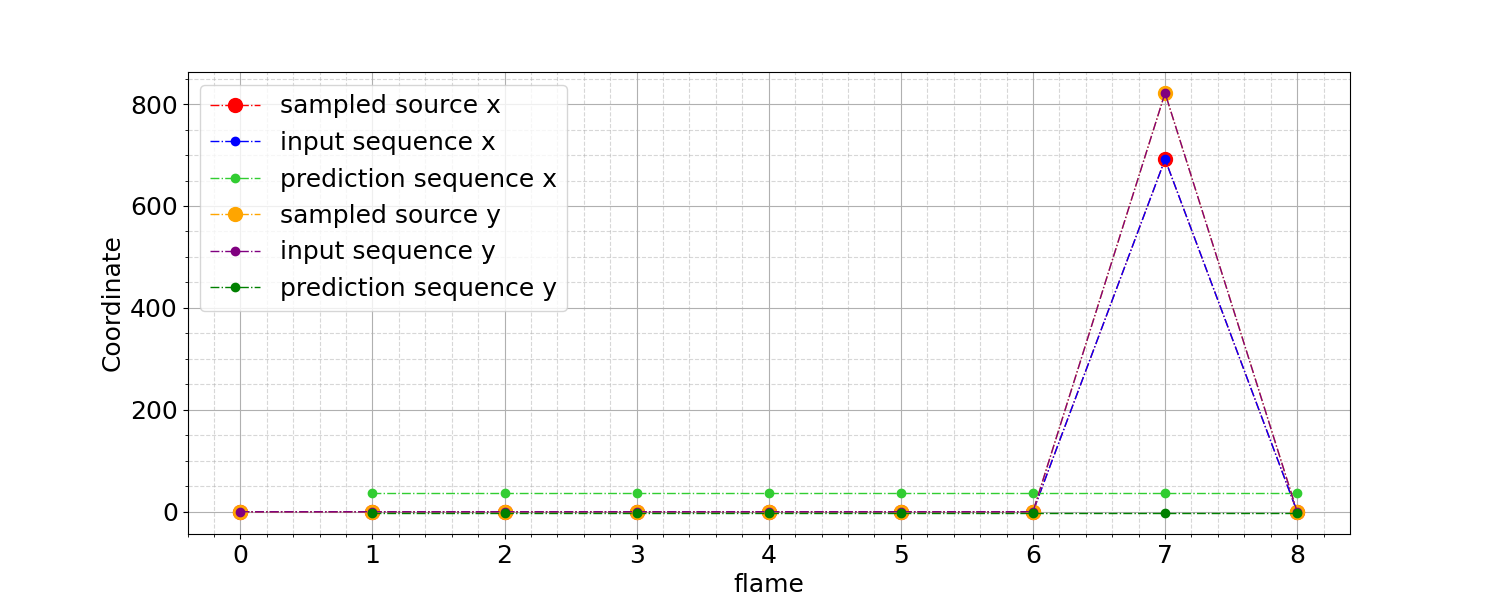 800
600
400
200
0
Coordinate
sampled source x
input sequence x
prediction sequence x
sampled source y
input sequence y
prediction sequence y
0 1 2 3 4 5 6 7 8
flame